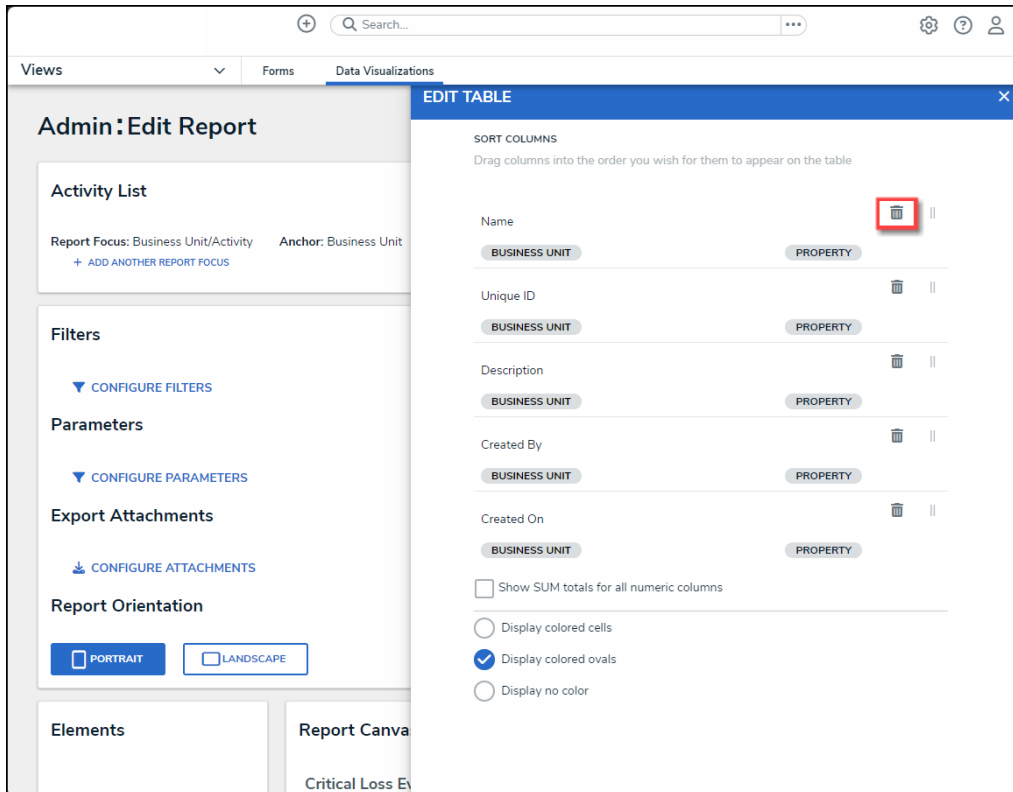 Search...
Views
Forms
Data Visualizations
Admin:Edit Report
Activity List
Report Focus: Business Unit/Activity
Anchor: Business Unit
+ ADD ANOTHER REPORT FOCUS
Filters
CONFIGURE FILTERS
Parameters
CONFIGURE PARAMETERS
Export Attachments
CONFIGURE ATTACHMENTS
Report Orientation
PORTRAIT
LANDSCAPE
Elements
Report Canva
Critical Loss Ev
EDIT TABLE
SORT COLUMNS
Drag columns into the order you wish for them to appear on the table
Name
BUSINESS UNIT
PROPERTY
Unique ID
BUSINESS UNIT
PROPERTY
Description
BUSINESS UNIT
PROPERTY
Created By
BUSINESS UNIT
PROPERTY
Created On
BUSINESS UNIT
PROPERTY
Show SUM totals for all numeric columns
Display colored cells
Display colored ovals
Display no color